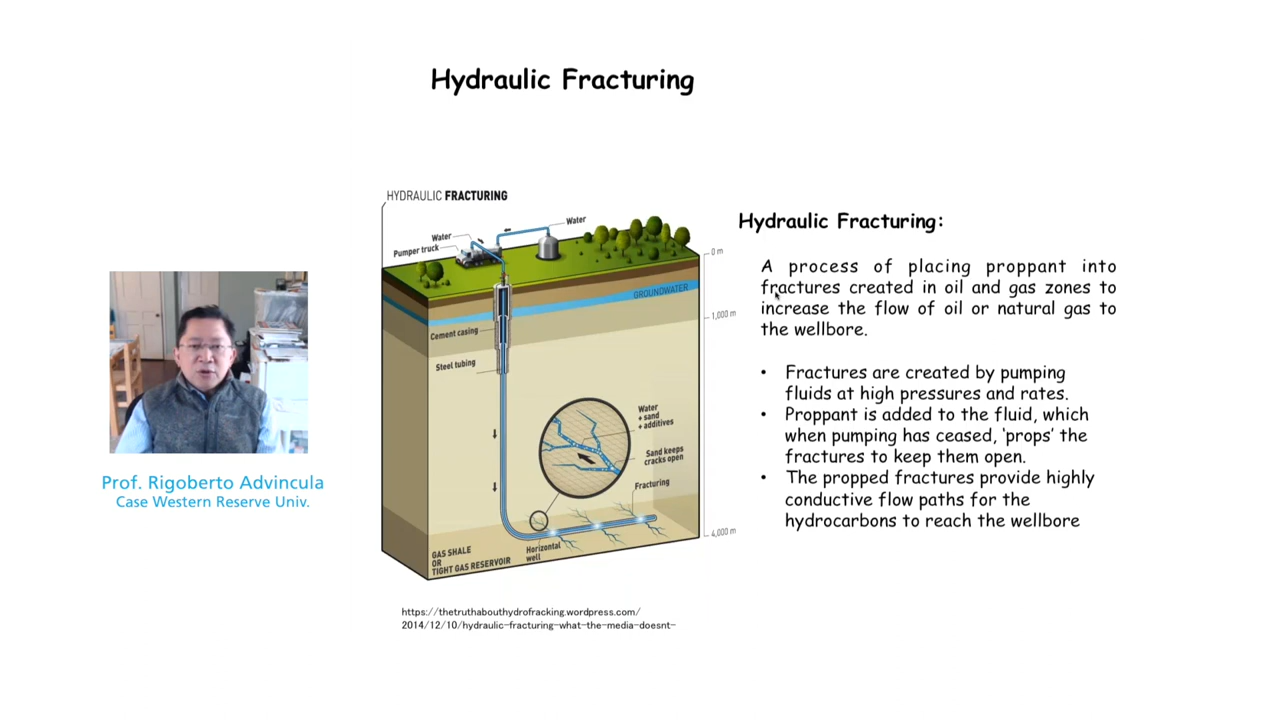 Hydraulic Fracturing
HYDRAULIC FRACTURING
Water
Water
Pumper truck
0 m
GROUNDWATER
1,000 m
Cement casing
Steel tubing
Water
+ sand
+ additives
Sand keeps
cracks open
Fracturing
4,000 m
Horizontal
well
GAS SHALE
OR
TIGHT GAS RESERVOIR
https://thetruthabouthydrofracking.wordpress.com/
2014/12/10/hydraulic-fracturing-what-the-media-doesnt-
Hydraulic Fracturing:
A process of placing proppant into
fractures created in oil and gas zones to
increase the flow of oil or natural gas to
the wellbore.
• Fractures are created by pumping
fluids at high pressures and rates.
• Proppant is added to the fluid, which
when pumping has ceased, ‘props’ the
fractures to keep them open.
• The propped fractures provide highly
conductive flow paths for the
hydrocarbons to reach the wellbore
Prof. Rigoberto Advincula
Case Western Reserve Univ.